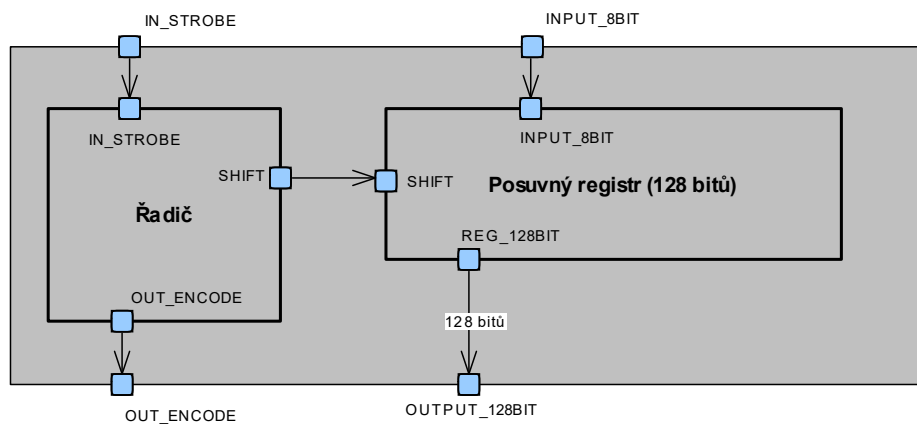 IN_STROBE
INPUT_8BIT
IN_STROBE
INPUT_8BIT
SHIFT
SHIFT
Posuvný registr (128 bitů)
Řadič
REG_128BIT
OUT_ENCODE
128 bitů
OUT_ENCODE
OUTPUT_128BIT